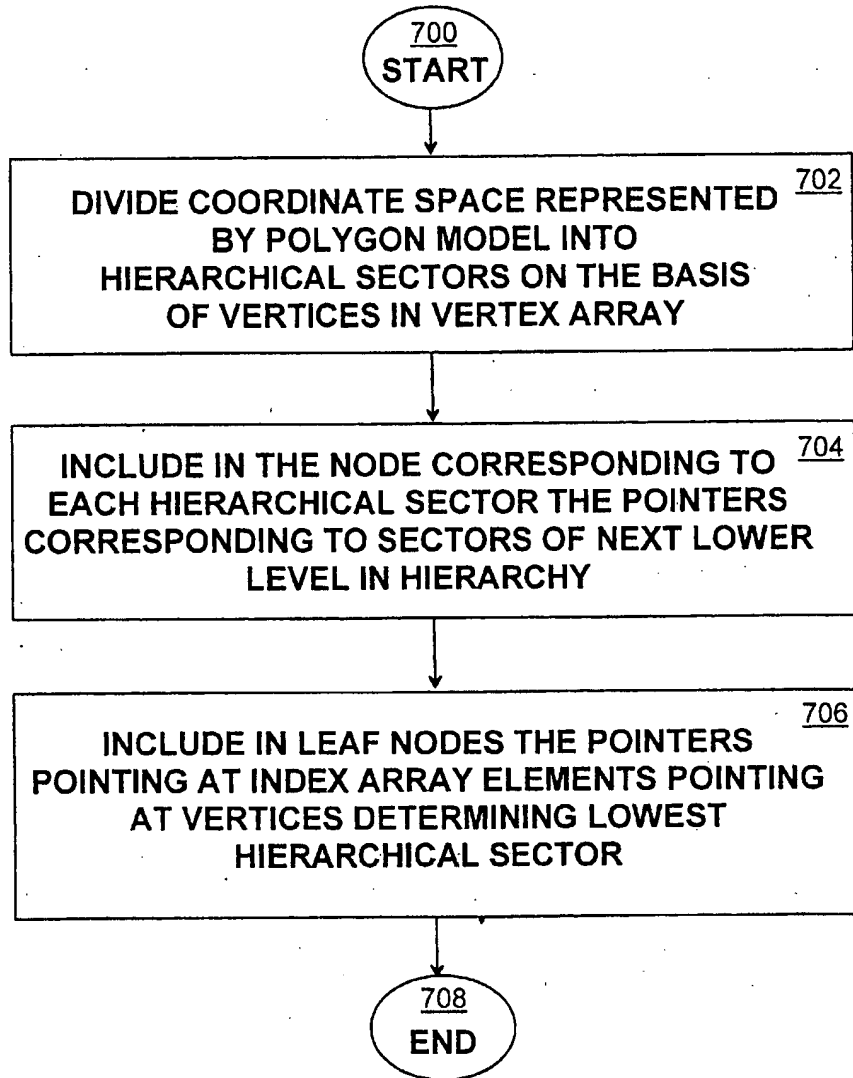 700
START
702
DIVIDE COORDINATE SPACE REPRESENTED
BY POLYGON MODEL INTO
HIERARCHICAL SECTORS ON THE BASIS
OF VERTICES IN VERTEX ARRAY
704
INCLUDE IN THE NODE CORRESPONDING TO
EACH HIERARCHICAL SECTOR THE POINTERS
CORRESPONDING TO SECTORS OF NEXT LOWER
LEVEL IN HIERARCHY
706
INCLUDE IN LEAF NODES THE POINTERS
POINTING AT INDEX ARRAY ELEMENTS POINTING
AT VERTICES DETERMINING LOWEST
HIERARCHICAL SECTOR
708
END